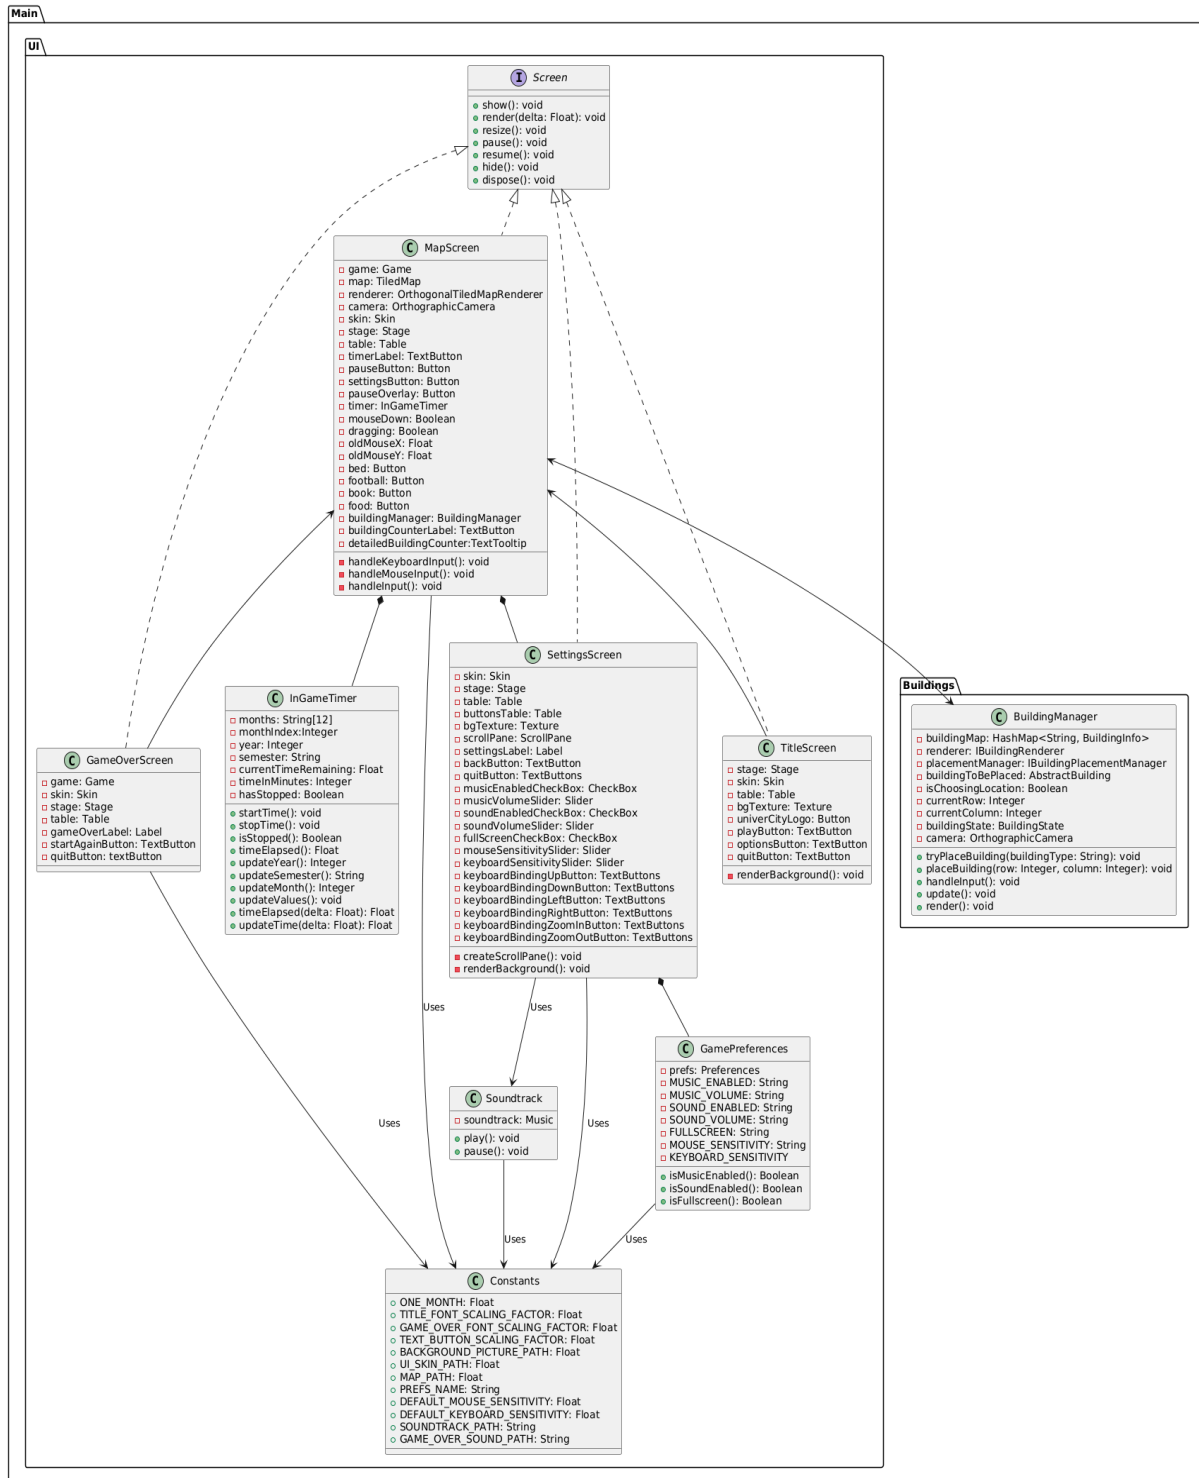 Main
UI
I Screen
show(): void
render(delta: Float): void
resize(): void
pause(): void
resume(): void
hide(): void
dispose(): void
C MapScreen
game: Game
map: TiledMap
renderer: OrthogonalTiledMapRenderer
camera: OrthographicCamera
skin: Skin
stage: Stage
table: Table
timerLabel: TextButton
pauseButton: Button
settingsButton: Button
pauseOverlay: Button
timer: InGameTimer
mouseDown: Boolean
dragging: Boolean
oldMouseX: Float
oldMouseY: Float
bed: Button
football: Button
book: Button
food: Button
buildingManager: BuildingManager
buildingCounterLabel: TextButton
detailedBuildingCounter:TextTooltip
handleKeyboardInput(): void
handleMouseInput(): void
handleInput(): void
C GameOverScreen
game: Game
skin: Skin
stage: Stage
table: Table
gameOverLabel: Label
startAgainButton: TextButton
quitButton: textButton
C InGameTimer
months: String[12]
monthIndex:Integer
year: Integer
semester: String
currentTimeRemaining: Float
timeInMinutes: Integer
hasStopped: Boolean
startTime(): void
stopTime(): void
isStopped(): Boolean
timeElapsed(): Float
updateYear(): Integer
updateSemester(): String
updateMonth(): Integer
updateValues(): void
timeElapsed(delta: Float): Float
updateTime(delta: Float): Float
C SettingsScreen
skin: Skin
stage: Stage
table: Table
buttonsTable: Table
bgTexture: Texture
scrollPane: ScrollPane
settingsLabel: Label
backButton: TextButton
quitButton: TextButtons
musicEnabledCheckBox: CheckBox
musicVolumeSlider: Slider
soundEnabledCheckBox: CheckBox
soundVolumeSlider: Slider
fullScreenCheckBox: CheckBox
mouseSensitivitySlider: Slider
keyboardSensitivitySlider: Slider
keyboardBindingUpButton: TextButtons
keyboardBindingDownButton: TextButtons
keyboardBindingLeftButton: TextButtons
keyboardBindingRightButton: TextButtons
keyboardBindingZoomInButton: TextButtons
keyboardBindingZoomOutButton: TextButtons
createScrollPane(): void
renderBackground(): void
C TitleScreen
stage: Stage
skin: Skin
table: Table
bgTexture: Texture
univerCityLogo: Button
playButton: TextButton
optionsButton: TextButton
quitButton: TextButton
renderBackground(): void
Buildings
C BuildingManager
buildingMap: HashMap<String, BuildingInfo>
renderer: IBuildingRenderer
placementManager: IBuildingPlacementManager
buildingToBePlaced: AbstractBuilding
isChoosingLocation: Boolean
currentRow: Integer
currentColumn: Integer
buildingState: BuildingState
camera: OrthographicCamera
tryPlaceBuilding(buildingType: String): void
placeBuilding(row: Integer, column: Integer): void
handleInput(): void
update(): void
render(): void
Uses
Uses
C GamePreferences
prefs: Preferences
MUSIC_ENABLED: String
MUSIC_VOLUME: String
SOUND_ENABLED: String
SOUND_VOLUME: String
FULLSCREEN: String
MOUSE_SENSITIVITY: String
KEYBOARD_SENSITIVITY
isMusicEnabled(): Boolean
isSoundEnabled(): Boolean
isFullscreen(): Boolean
C Soundtrack
soundtrack: Music
play(): void
pause(): void
Uses
Uses
Uses
Uses
C Constants
ONE_MONTH: Float
TITLE_FONT_SCALING_FACTOR: Float
GAME_OVER_FONT_SCALING_FACTOR: Float
TEXT_BUTTON_SCALING_FACTOR: Float
BACKGROUND_PICTURE_PATH: Float
UI_SKIN_PATH: Float
MAP_PATH: Float
PREFS_NAME: String
DEFAULT_MOUSE_SENSITIVITY: Float
DEFAULT_KEYBOARD_SENSITIVITY: Float
SOUNDTRACK_PATH: String
GAME_OVER_SOUND_PATH: String